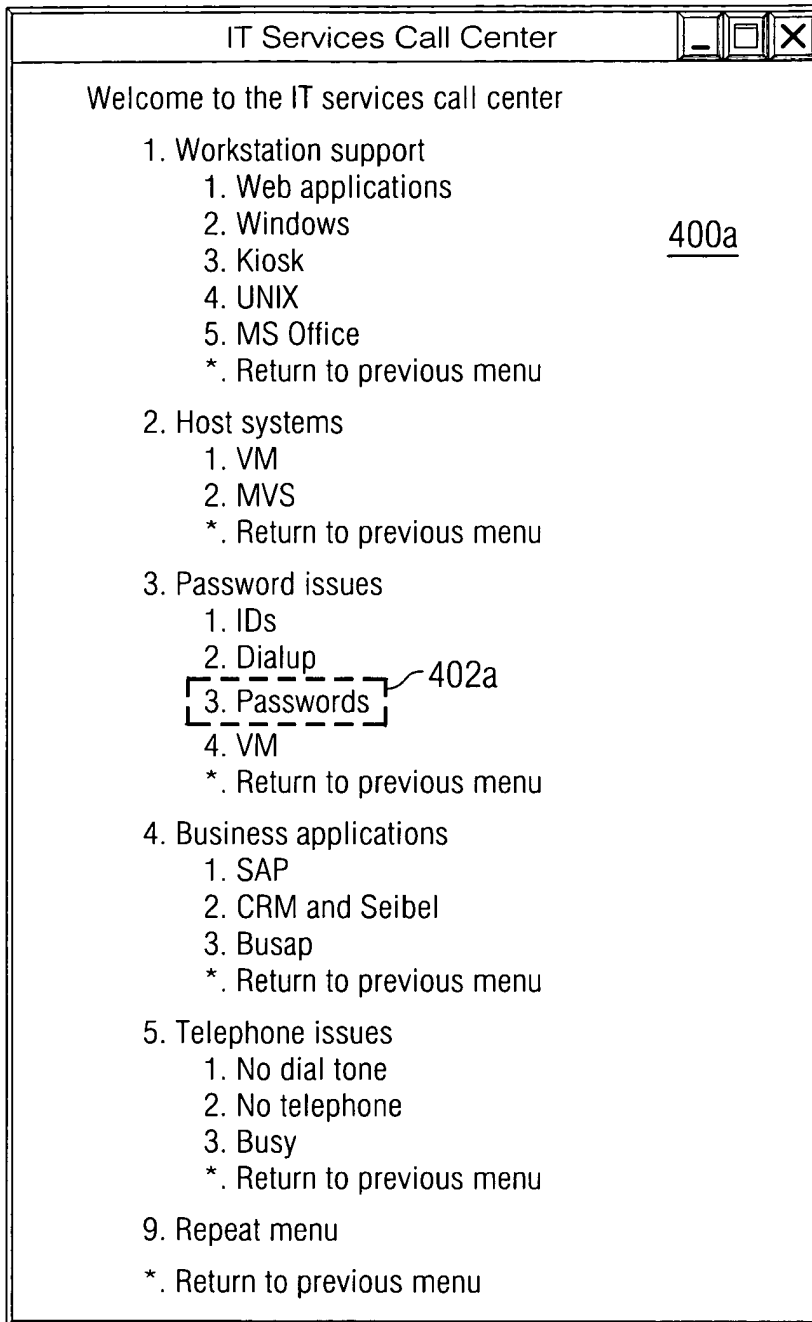 IT Services Call Center
Welcome to the IT services call center
1. Workstation support
1. Web applications
2. Windows
400a
3. Kiosk
4. UNIX
5. MS Office
*. Return to previous menu
2. Host systems
1. VM
2. MVS
*. Return to previous menu
3. Password issues
1. IDs
2. Dialup
402a
3. Passwords
4. VM
*. Return to previous menu
4. Business applications
1. SAP
2. CRM and Seibel
3. Busap
*. Return to previous menu
5. Telephone issues
1. No dial tone
2. No telephone
3. Busy
*. Return to previous menu
9. Repeat menu
*. Return to previous menu